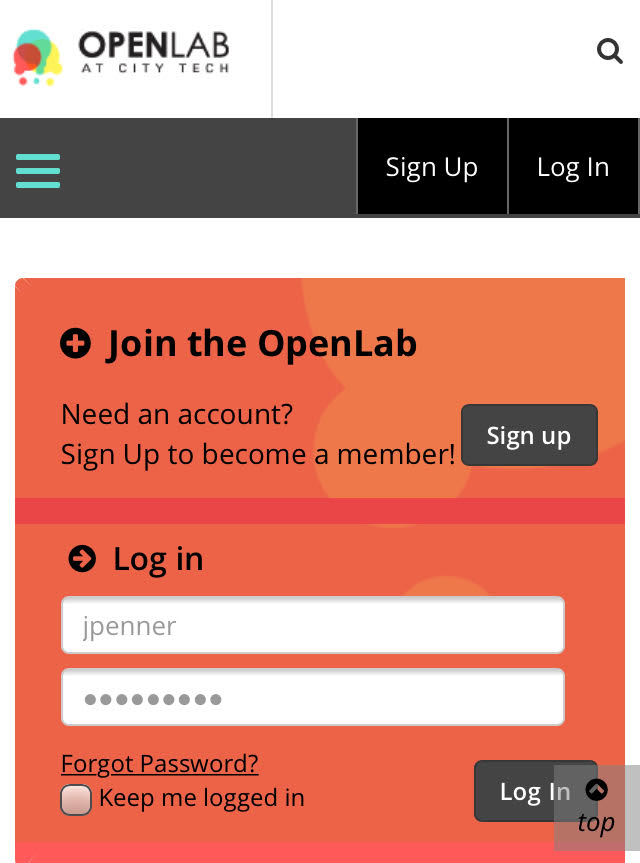 OPENLAB
AT CITY TECH
Sign Up
Log In
Join the OpenLab
Need an account?
Sign Up to become a member!
Sign up
Log in
jpenner
•••••••••
Forgot Password?
Keep me logged in
Log In
top